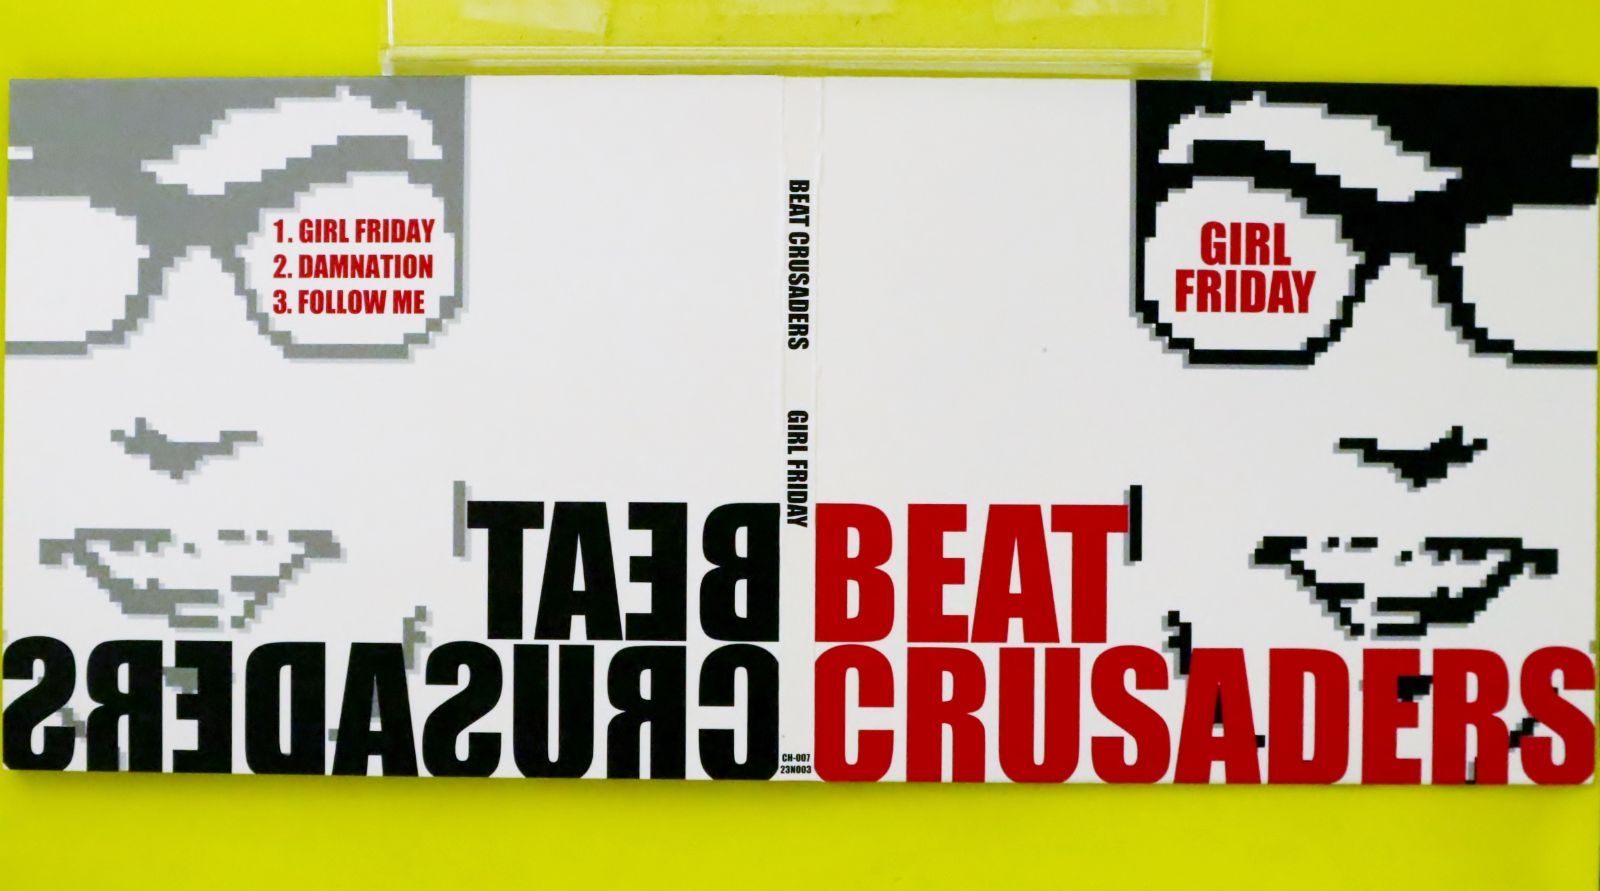 1. GIRL FRIDAY
2. DAMNATION
3. FOLLOW ME
BEAT
CRUSADERS
BEAT CRUSADERS GIRL FRIDAY
CH-007
23N003
GIRL
FRIDAY
BEAT
CRUSADERS